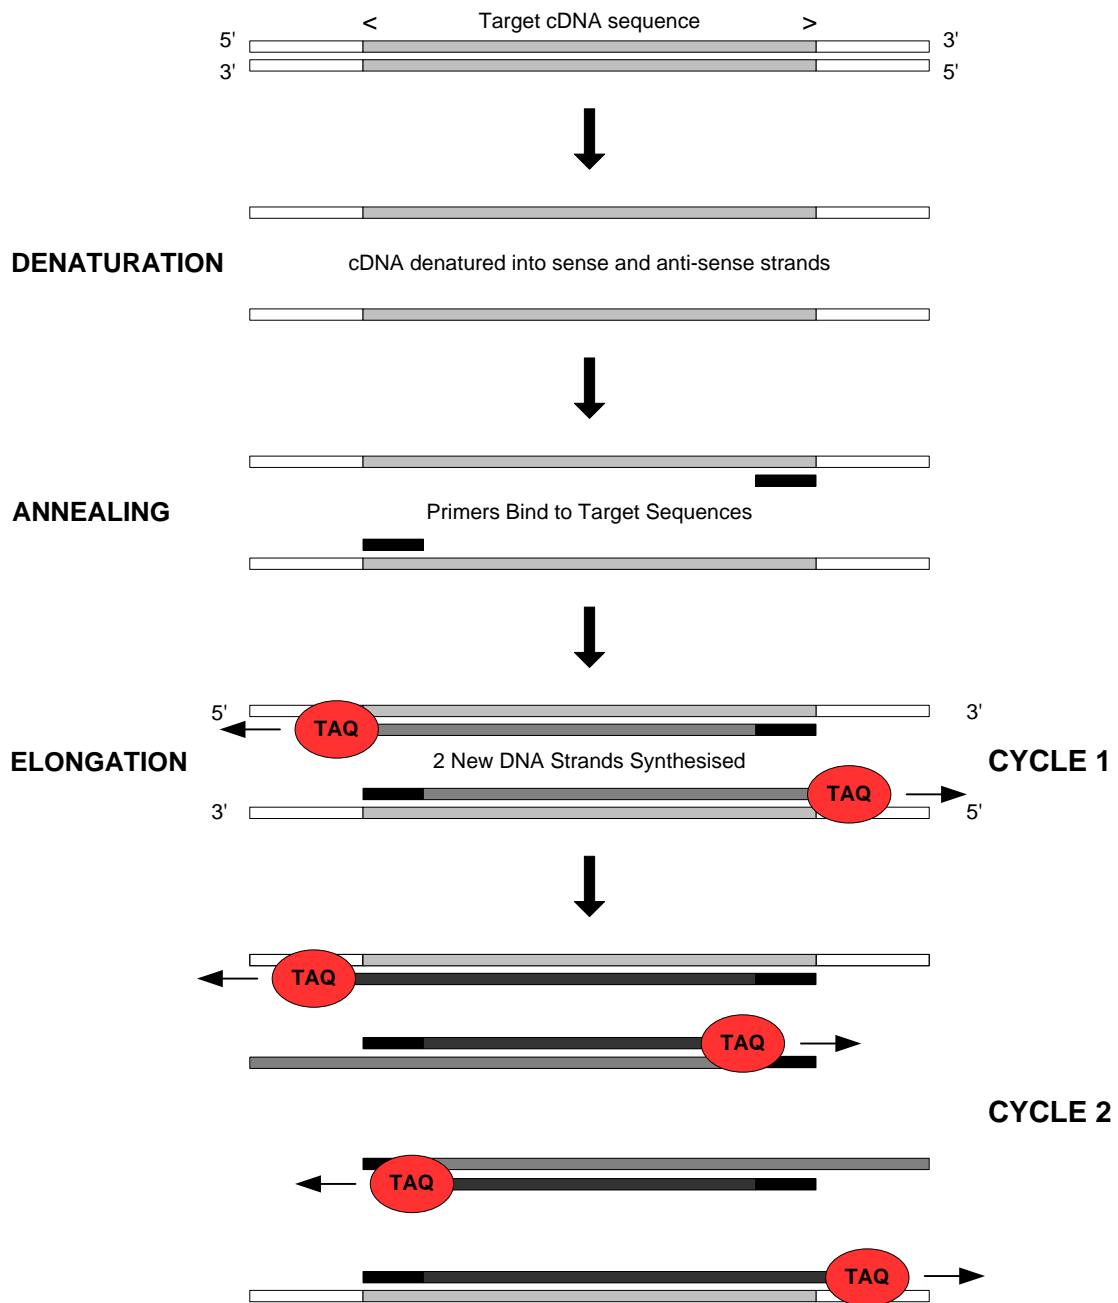 < Target cDNA sequence >
5' 3'
3' 5'
DENATURATION cDNA denatured into sense and anti-sense strands
ANNEALING Primers Bind to Target Sequences
5' TAQ 3'
ELONGATION 2 New DNA Strands Synthesised CYCLE 1
3' TAQ 5'
TAQ
TAQ
CYCLE 2
TAQ
TAQ